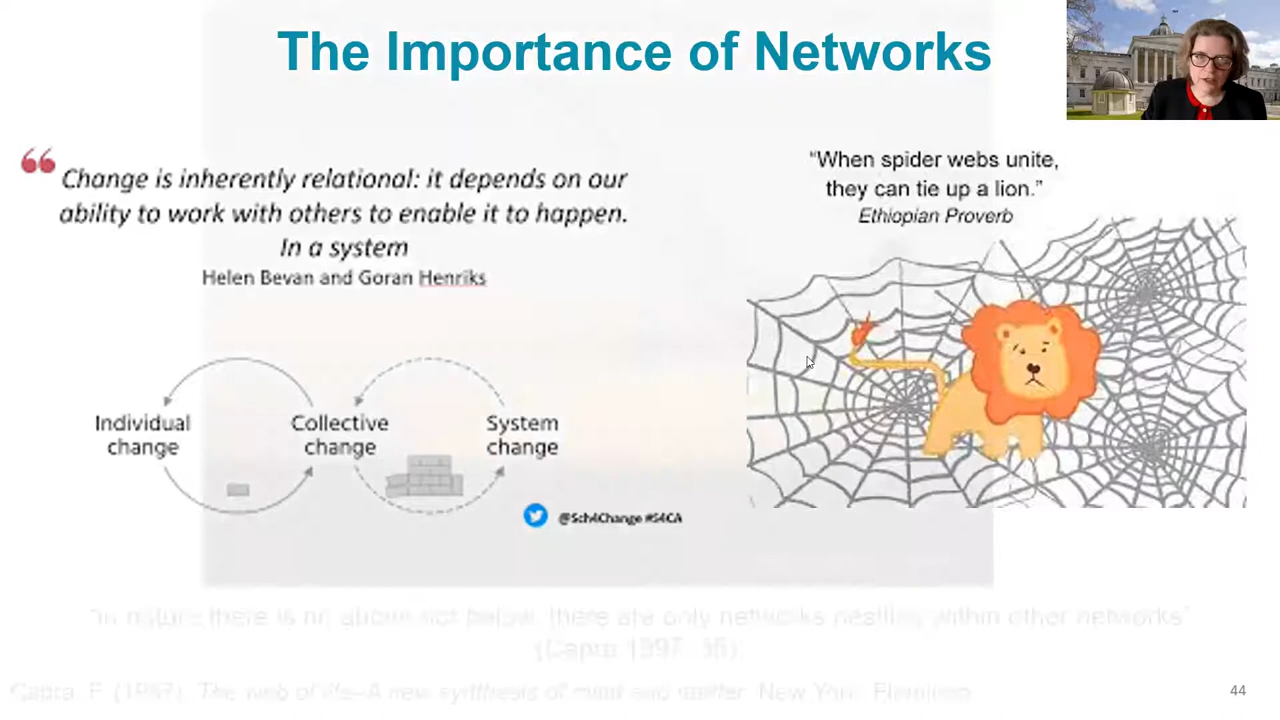 The Importance of Networks
“ Change is inherently relational: it depends on our
ability to work with others to enable it to happen.
In a system
Helen Bevan and Goran Henriks
Individual
change
Collective
change
System
change
@Sch4Change #S4CA
“When spider webs unite,
they can tie up a lion.”
Ethiopian Proverb
nature there is no above not below, there are only networks nestling within other networks”
(Capra 1997
Capra, F. (1997). The web of life–A new synthesis of mind and matter. New York
44